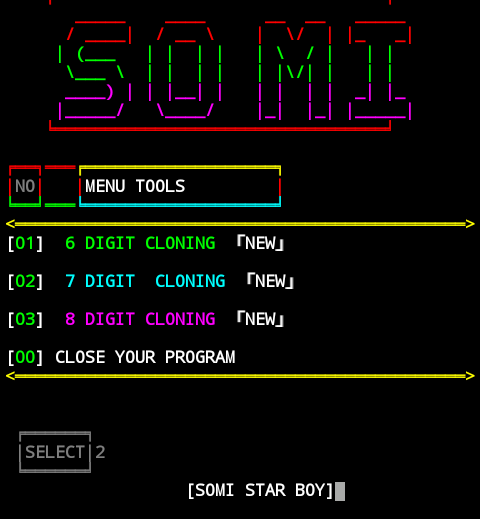 SOMI
NO MENU TOOLS
[01] 6 DIGIT CLONING 『NEW』
[02] 7 DIGIT CLONING 『NEW』
[03] 8 DIGIT CLONING 『NEW』
[00] CLOSE YOUR PROGRAM
SELECT 2
[SOMI STAR BOY]